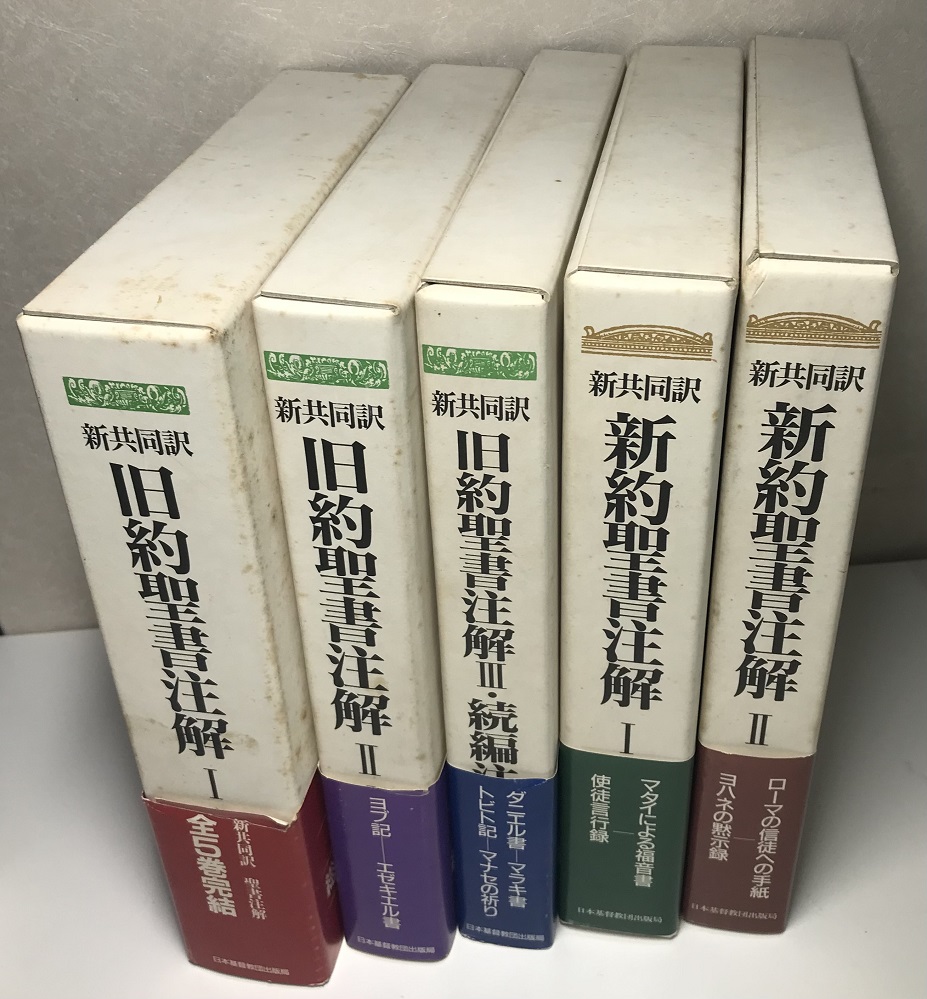 新共同訳
旧約聖書注解 I
新共同訳 聖書注解
全5巻完結
日本基督教団出版局
新共同訳
旧約聖書注解 II
ヨブ記―エゼキエル書
日本基督教団出版局
新共同訳
旧約聖書注解III・続編注
ダニエル書―マラキ書
トビト記―マナセの祈り
日本基督教団出版局
新共同訳
新約聖書注解 I
マタイによる福音書―
使徒言行録
日本基督教団出版局
新共同訳
新約聖書注解 II
ローマの信徒への手紙―
ヨハネの黙示録
日本基督教団出版局